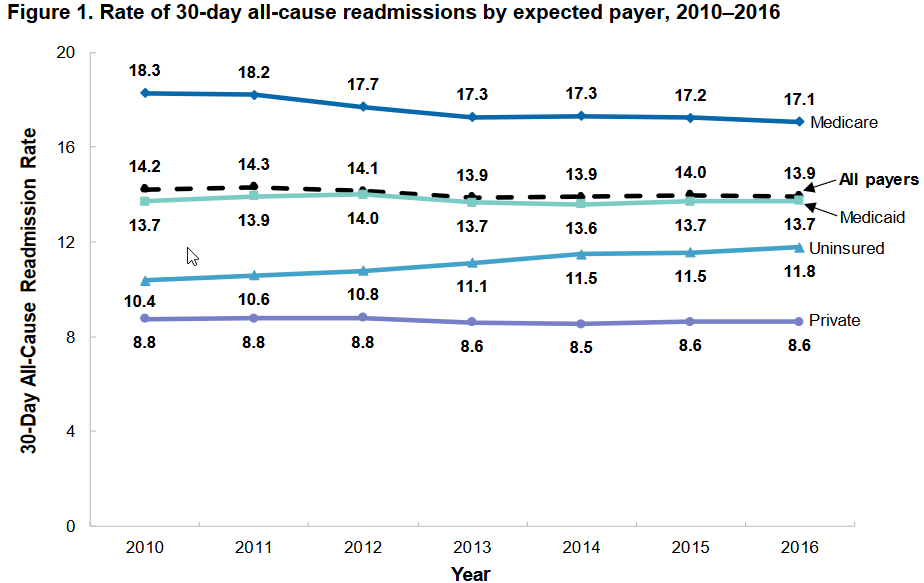 Figure 1. Rate of 30-day all-cause readmissions by expected payer, 2010–2016
30-Day All-Cause Readmission Rate
20
16
12
8
4
0
18.3 18.2 17.7 17.3 17.3 17.2 17.1
Medicare
14.2 14.3 14.1 13.9 13.9 14.0 13.9
All payers
13.7 13.9 14.0 13.7 13.6 13.7 13.7
Medicaid
Uninsured
10.4 10.6 10.8 11.1 11.5 11.5 11.8
Private
8.8 8.8 8.8 8.6 8.5 8.6 8.6
2010 2011 2012 2013 2014 2015 2016
Year